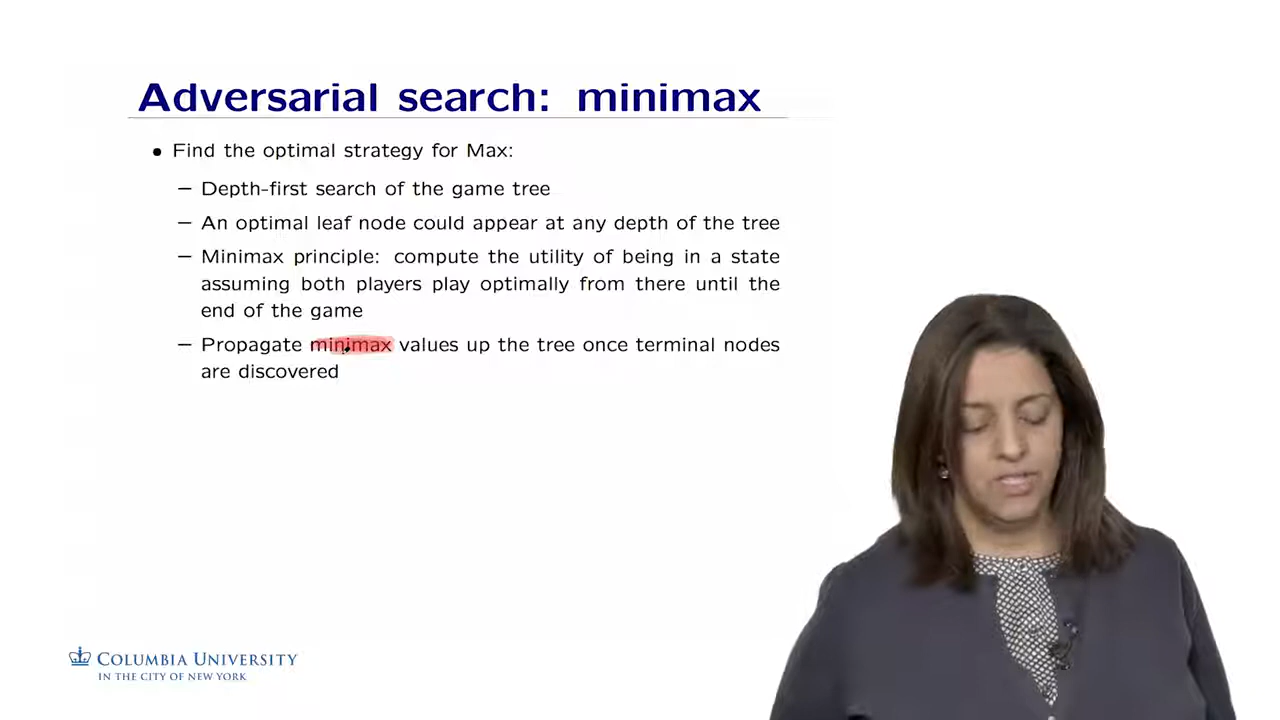 Adversarial search: minimax
• Find the optimal strategy for Max:
– Depth-first search of the game tree
– An optimal leaf node could appear at any depth of the tree
– Minimax principle: compute the utility of being in a state
assuming both players play optimally from there until the
end of the game
– Propagate minimax values up the tree once terminal nodes
are discovered
COLUMBIA UNIVERSITY
IN THE CITY OF NEW YORK